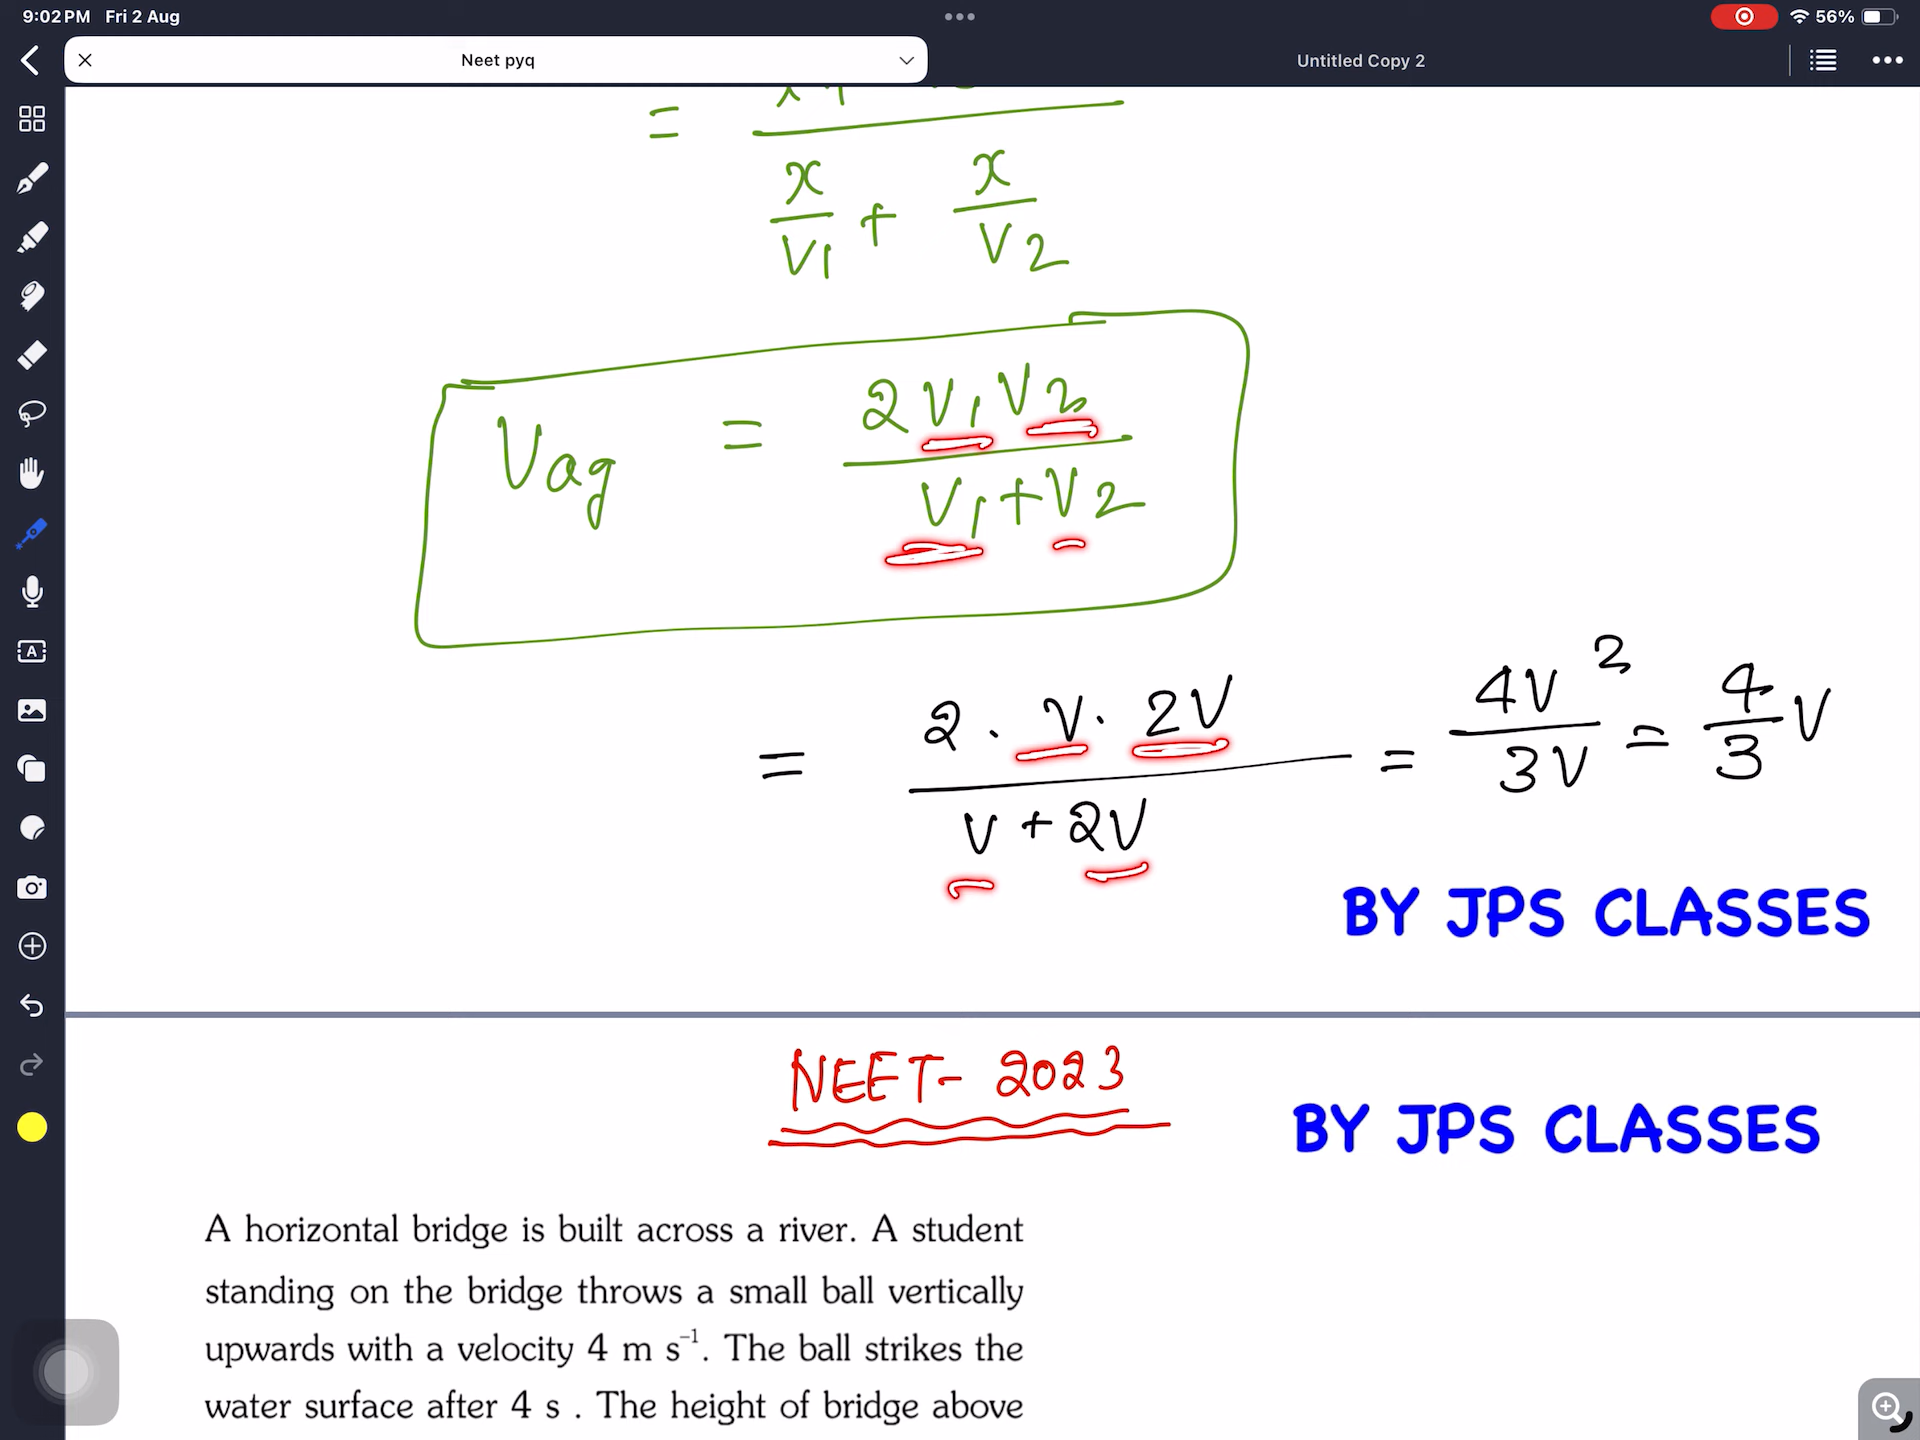 9:02 PM Fri 2 Aug
56%
Neet pyq
Untitled Copy 2
=
x/V1 + x/V2
Vag = 2V1V2/V1+V2
= 2 . V . 2V/V + 2V = 4V²/3V = 4/3 V
BY JPS CLASSES
NEET- 2023
BY JPS CLASSES
A horizontal bridge is built across a river. A student
standing on the bridge throws a small ball vertically
upwards with a velocity 4 m s⁻¹. The ball strikes the
water surface after 4 s . The height of bridge above